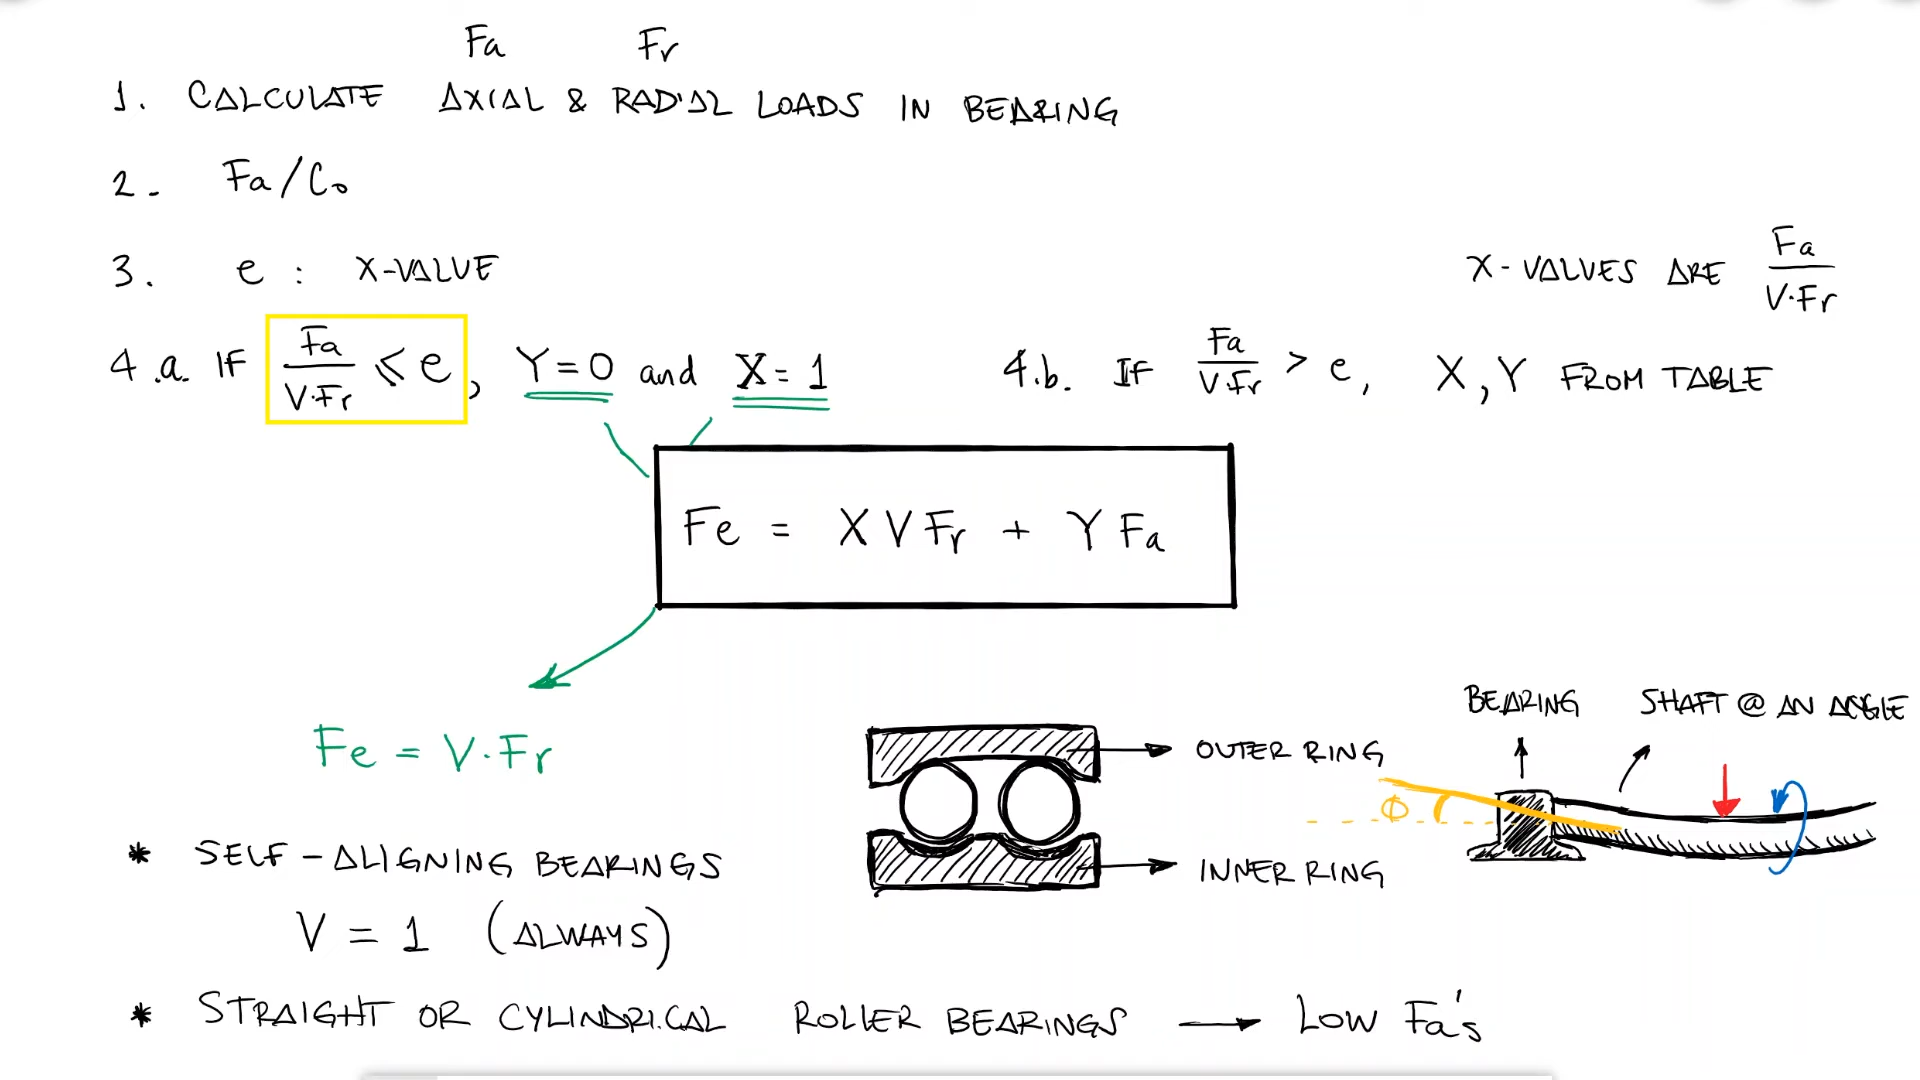 Fa Fr
1. CALCULATE AXIAL & RADIAL LOADS IN BEARING
2. Fa/Co
3. e : X-VALUE
X-VALUES ARE Fa / V·Fr
4.a. IF Fa / V·Fr ≤ e, Y=0 and X=1
4.b. IF Fa / V·Fr > e, X,Y FROM TABLE
Fe = X V Fr + Y Fa
Fe = V·Fr
BEARING SHAFT @ AN ANGLE
OUTER RING
Φ
INNER RING
* SELF-ALIGNING BEARINGS
V = 1 (ALWAYS)
* STRAIGHT OR CYLINDRICAL ROLLER BEARINGS → LOW Fa's